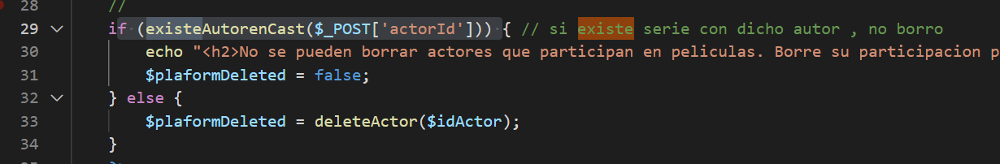 28 //
29 if (existeAutorenCast($_POST['actorId'])) { // si existe serie con dicho autor , no borro
30 echo "<h2>No se pueden borrar actores que participan en peliculas. Borre su participacion p
31 $plaformDeleted = false;
32 } else {
33 $plaformDeleted = deleteActor($idActor);
34 }